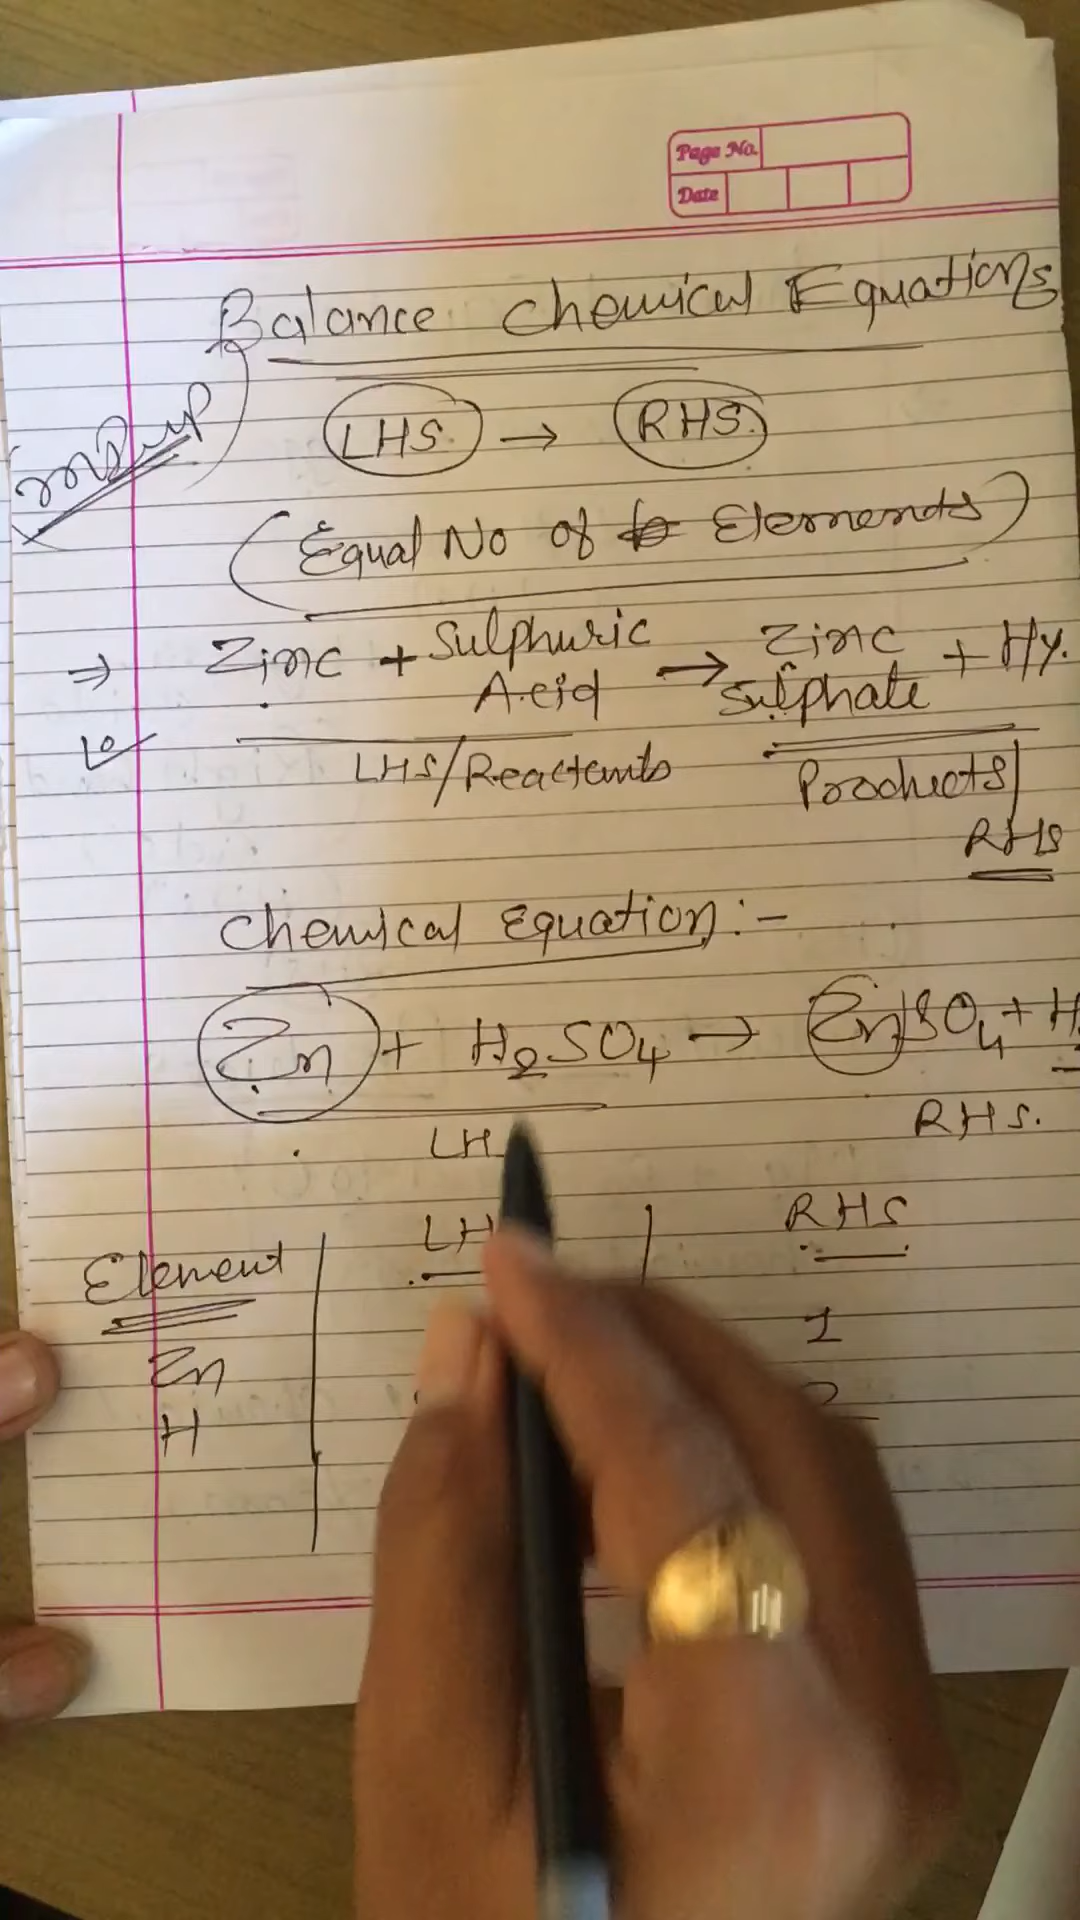 Page No.
Date
Balance Chemical Equations
LHS. → RHS.
(Equal No of Elements)
⇒ Zinc + Sulphuric Acid → Zinc Sulphate + Hy.
LHS/Reactants
Products/
RHS
Chemical Equation:-
Zn + H2SO4 → ZnSO4 + H
LH
RHS.
Element LH RHS
Zn 1
H 2